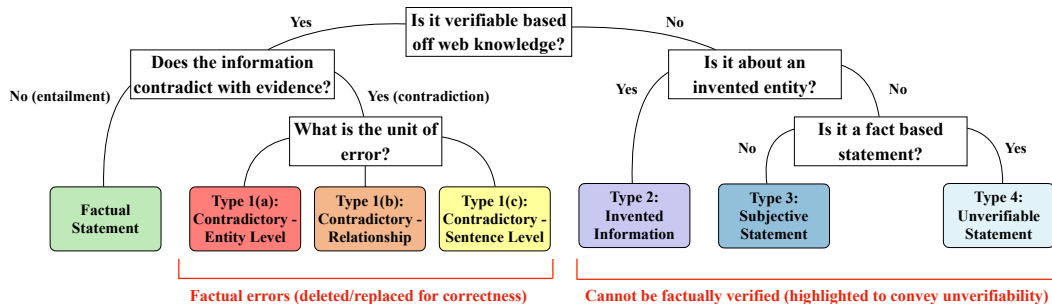 Is it verifiable based
off web knowledge?
Yes
No
Does the information
contradict with evidence?
Is it about an
invented entity?
No (entailment)
Yes (contradiction)
Yes
No
What is the unit of
error?
Is it a fact based
statement?
No
Yes
Factual
Statement
Type 1(a):
Contradictory -
Entity Level
Type 1(b):
Contradictory -
Relationship
Type 1(c):
Contradictory -
Sentence Level
Type 2:
Invented
Information
Type 3:
Subjective
Statement
Type 4:
Unverifiable
Statement
Factual errors (deleted/replaced for correctness)
Cannot be factually verified (highlighted to convey unverifiability)